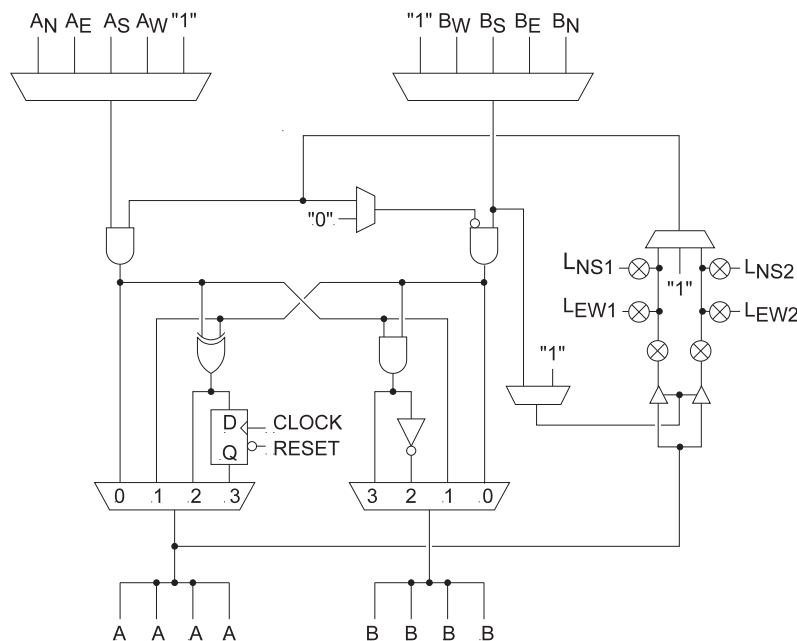 AN AE AS AW "1"
"1" BW BS BE BN
"0"
LNS1
"1"
LNS2
LEW1
LEW2
"1"
D
CLOCK
Q
RESET
0 1 2 3
3 2 1 0
A A A A
B B B B